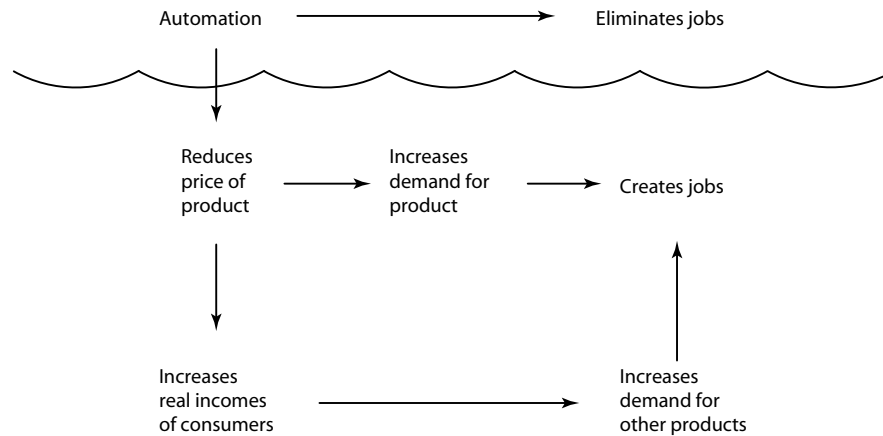 Automation
Eliminates jobs
Reduces
price of
product
Increases
demand for
product
Creates jobs
Increases
real incomes
of consumers
Increases
demand for
other products